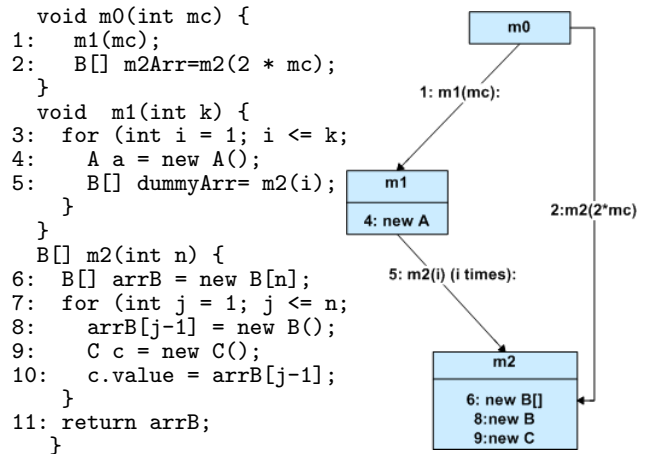 void m0(int mc) {
1: m1(mc);
2: B[] m2Arr=m2(2 * mc);
}
void m1(int k) {
3: for (int i = 1; i <= k;
4: A a = new A();
5: B[] dummyArr= m2(i);
}
}
B[] m2(int n) {
6: B[] arrB = new B[n];
7: for (int j = 1; j <= n;
8: arrB[j-1] = new B();
9: C c = new C();
10: c.value = arrB[j-1];
}
11: return arrB;
}
m0
1: m1(mc):
m1
4: new A
2:m2(2*mc)
5: m2(i) (i times):
m2
6: new B[]
8:new B
9:new C